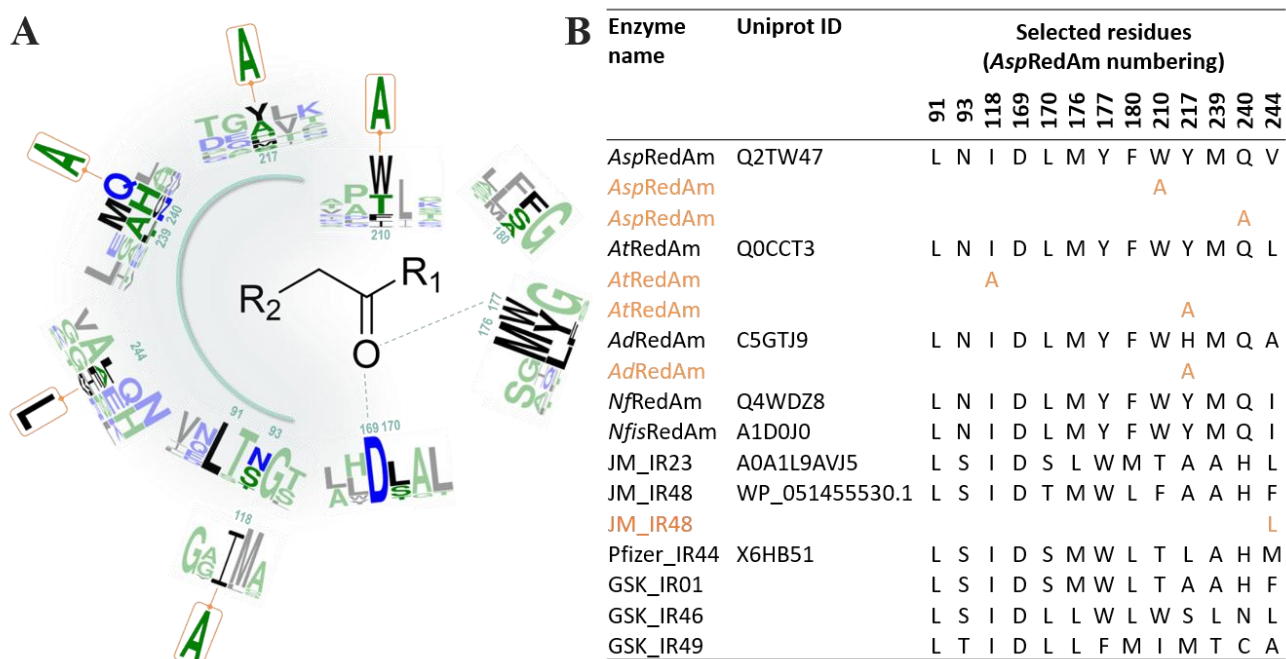 A
A
A
A
217
210
180
239 240
177
176
244
L
R₂
R₁
O
91
93
169 170
118
A
B
Enzyme name Uniprot ID Selected residues
(AspRedAm numbering)
91 93 118 169 170 176 177 180 210 217 239 240 244
AspRedAm Q2TW47 L N I D L M Y F W Y M Q V
AspRedAm A
AspRedAm A
AtRedAm Q0CCT3 L N I D L M Y F W Y M Q L
AtRedAm A
AtRedAm A
AdRedAm C5GTJ9 L N I D L M Y F W H M Q A
AdRedAm A
NfRedAm Q4WDZ8 L N I D L M Y F W Y M Q I
NfisRedAm A1D0J0 L N I D L M Y F W Y M Q I
JM_IR23 A0A1L9AVJ5 L S I D S L W M T A A H L
JM_IR48 WP_051455530.1 L S I D T M W L F A A H F
JM_IR48 L
Pfizer_IR44 X6HB51 L S I D S M W L T L A H M
GSK_IR01 L S I D S M W L T A A H F
GSK_IR46 L S I D L L W L W S L N L
GSK_IR49 L T I D L L F M I M T C A